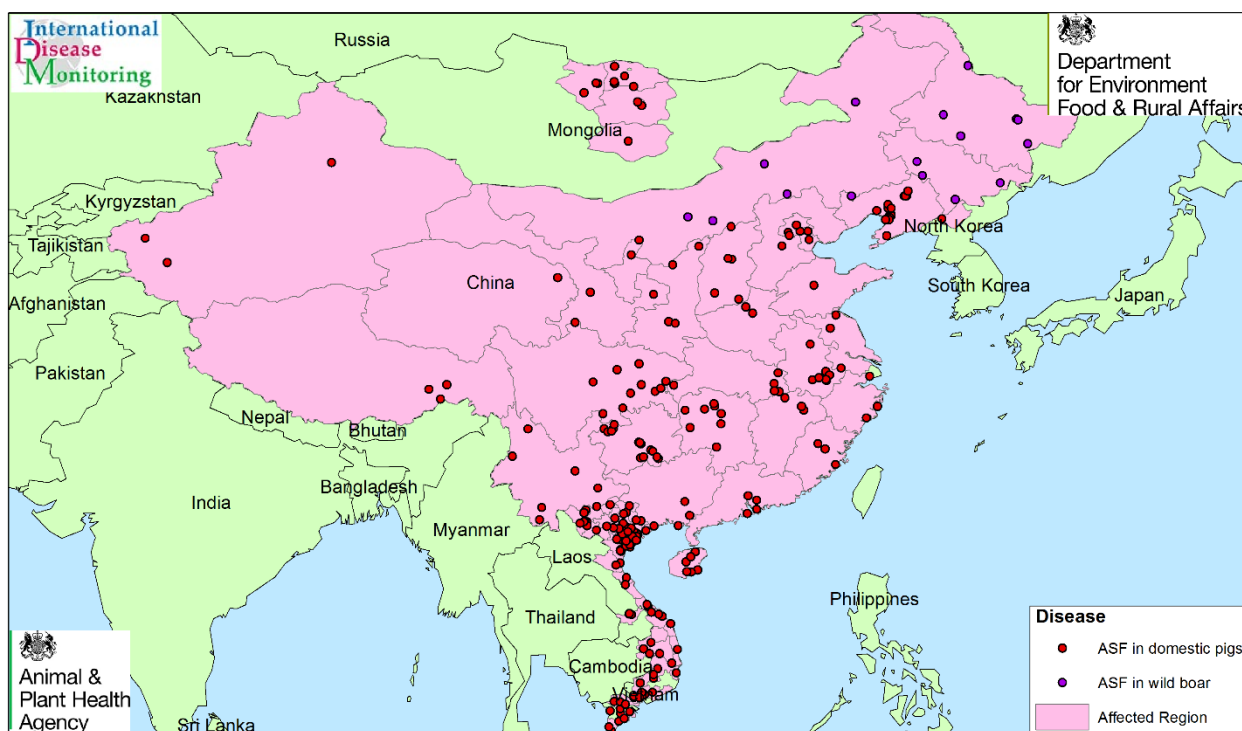 International
Disease
Monitoring
Department
for Environment
Food & Rural Affairs
Russia
Kazakhstan
Mongolia
Kyrgyzstan
Tajikistan
North Korea
China
South Korea
Japan
Afghanistan
Pakistan
Nepal
Bhutan
Bangladesh
India
Myanmar
Laos
Thailand
Philippines
Cambodia
Vietnam
Sri Lanka
Animal &
Plant Health
Agency
Disease
ASF in domestic pigs
ASF in wild boar
Affected Region